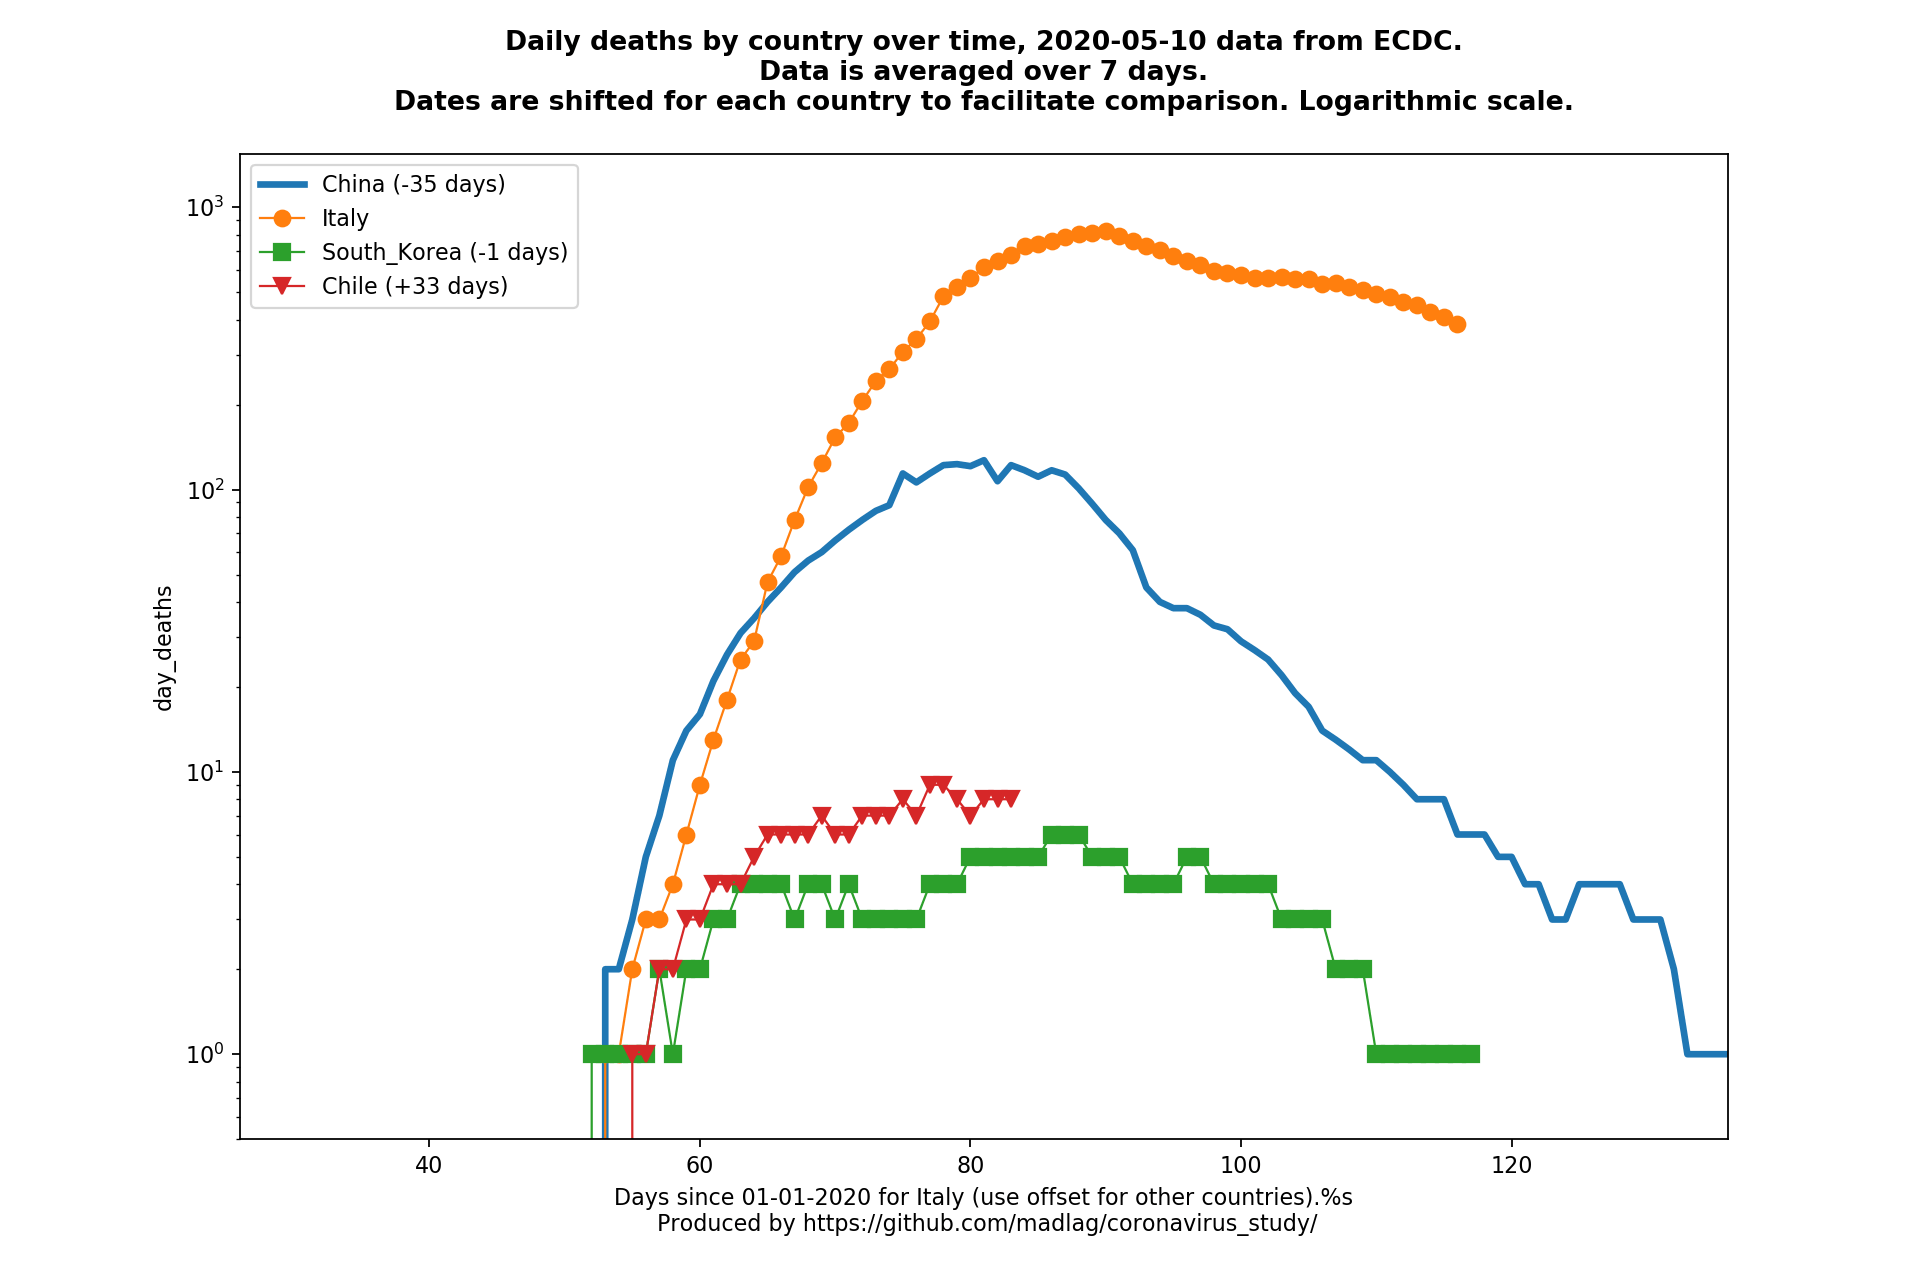 Daily deaths by country over time, 2020-05-10 data from ECDC.
Data is averaged over 7 days.
Dates are shifted for each country to facilitate comparison. Logarithmic scale.
China (-35 days)
Italy
South_Korea (-1 days)
Chile (+33 days)
10³
10²
10¹
10⁰
day_deaths
40 60 80 100 120
Days since 01-01-2020 for Italy (use offset for other countries).%s
Produced by https://github.com/madlag/coronavirus_study/